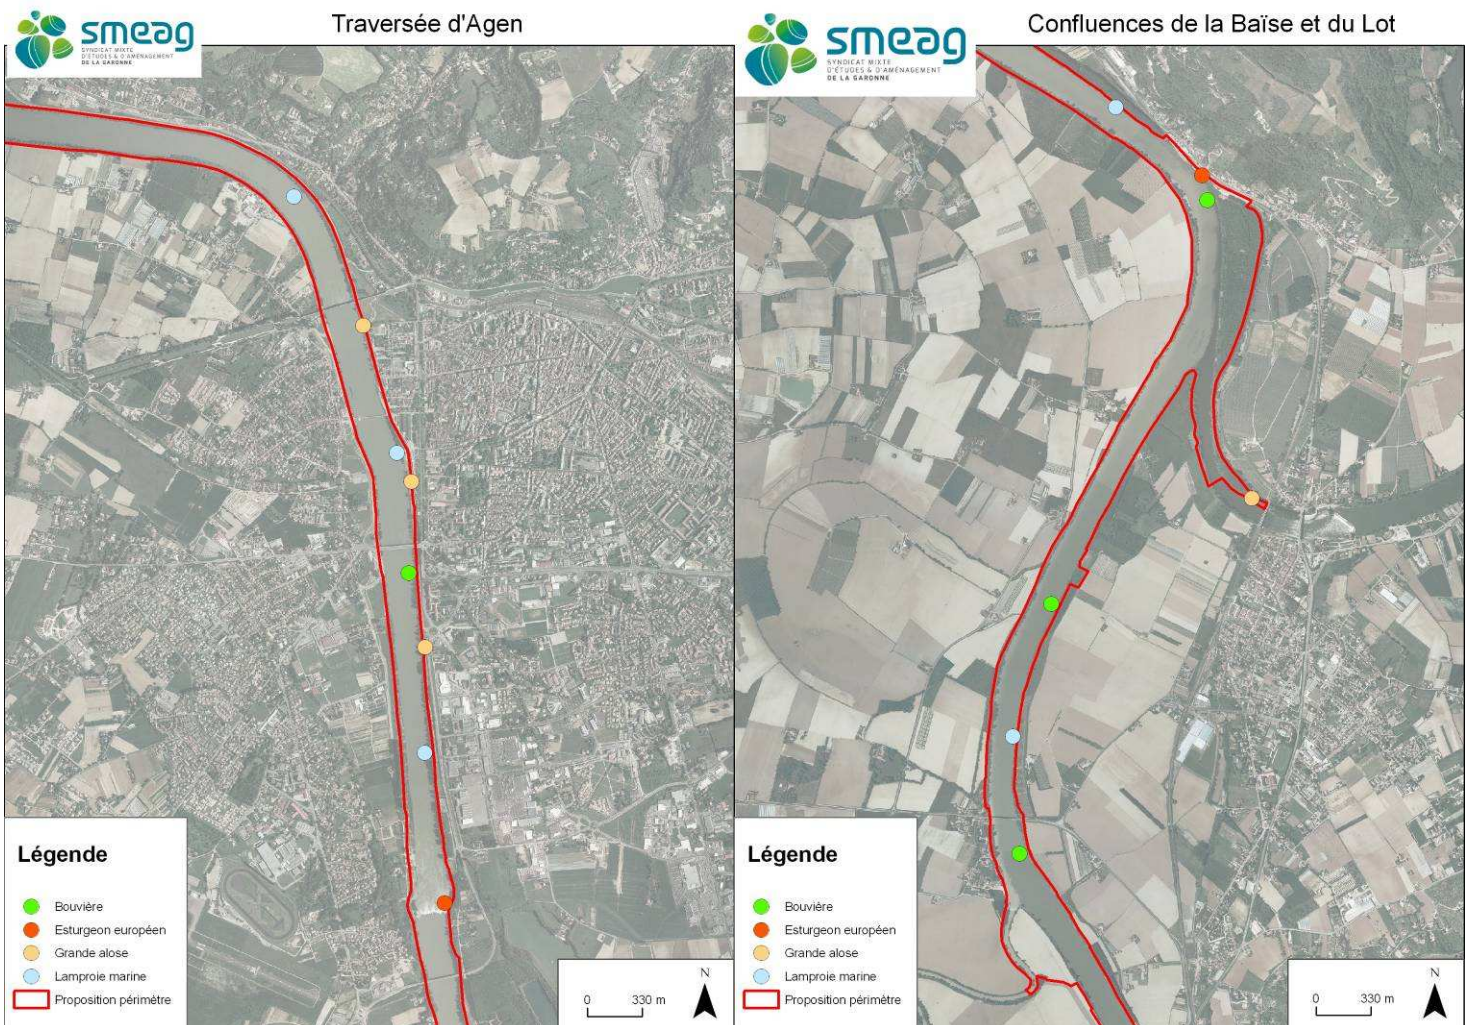 smeag
SYNDICAT MIXTE
D'ÉTUDES & D'AMÉNAGEMENT
DE LA GARONNE
Traversée d'Agen
Légende
Bouvière
Esturgeon européen
Grande alose
Lamproie marine
Proposition périmètre
N
0 330 m
smeag
SYNDICAT MIXTE
D'ÉTUDES & D'AMÉNAGEMENT
DE LA GARONNE
Confluences de la Baïse et du Lot
Légende
Bouvière
Esturgeon européen
Grande alose
Lamproie marine
Proposition périmètre
N
0 330 m